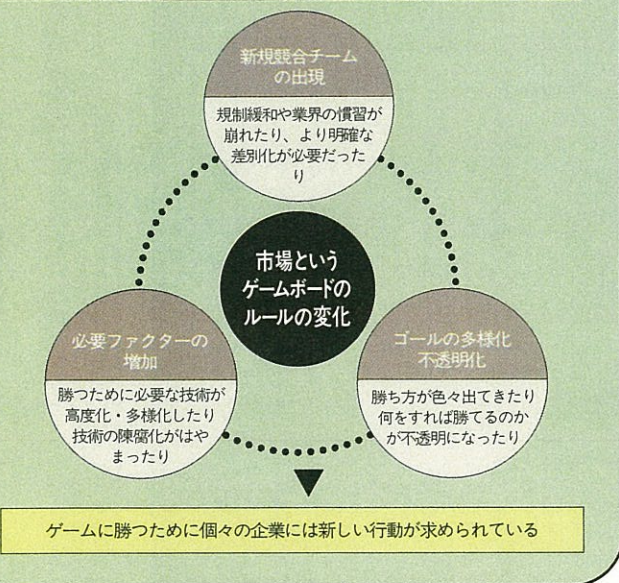 新規競合チーム
の出現
規制緩和や業界の慣習が
崩れたり、より明確な
差別化が必要だった
り
市場という
ゲームボードの
ルールの変化
必要ファクターの
増加
勝つために必要な技術が
高度化・多様化したり
技術の陳腐化がはや
まったり
ゴールの多様化
不透明化
勝ち方が色々出てきたり
何をすれば勝てるのか
が不透明になったり
ゲームに勝つために個々の企業には新しい行動が求められている